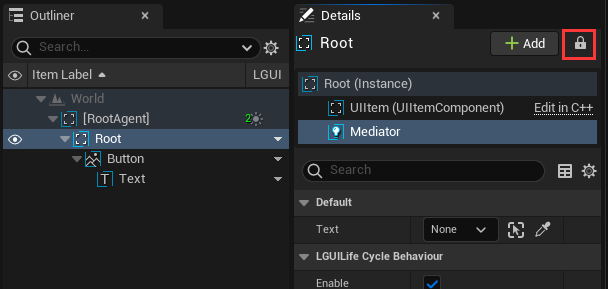 Outliner
Search...
Item Label
LGUI
World
[RootAgent]
2
Root
Button
Text
Details
Root
Add
Root (Instance)
UIItem (UIItemComponent)
Edit in C++
Mediator
Search
Default
Text
None
LGUILife Cycle Behaviour
Enable